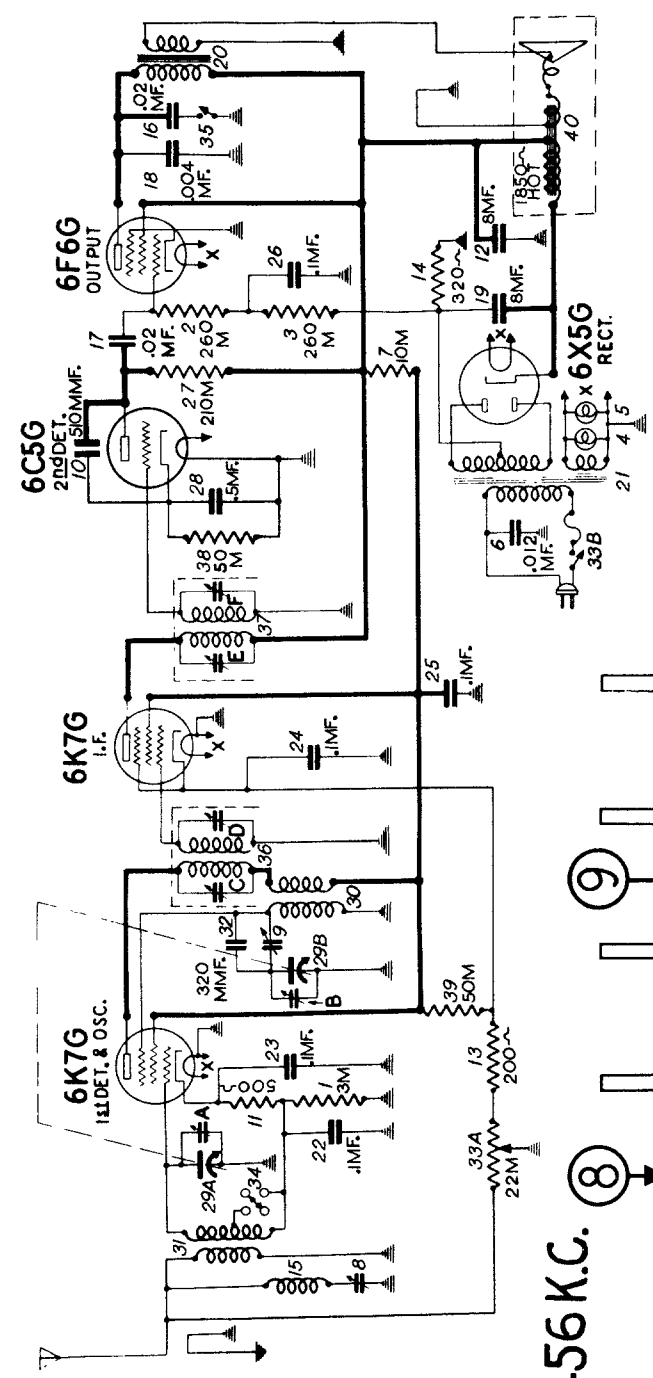 6K7G
1st DET. & OSC.
6K7G
I.F.
6C5G
2nd DET.
6F6G
OUTPUT
6X5G
RECT.
X
X
X
X
X
29A
A
31
34
15
8
11
500~
23
.1MF.
1
3M
22
.1MF.
320
MMF.
32
9
29B
B
30
C
D
36
24
.1MF.
39
50M
13
200~
33A
22M
25
.1MF.
E
F
37
38
50
M
28
.5MF.
10
510MMF.
27
210M
17
.02
MF.
2
260
M
3
260
M
26
.1MF.
7
10M
18
.004
MF.
16
.02
MF.
35
20
14
320~
19
8MF.
12
8MF.
1850~
HOT
40
6
.012
MF.
33B
21
4
5
-56 K.C.
8
9